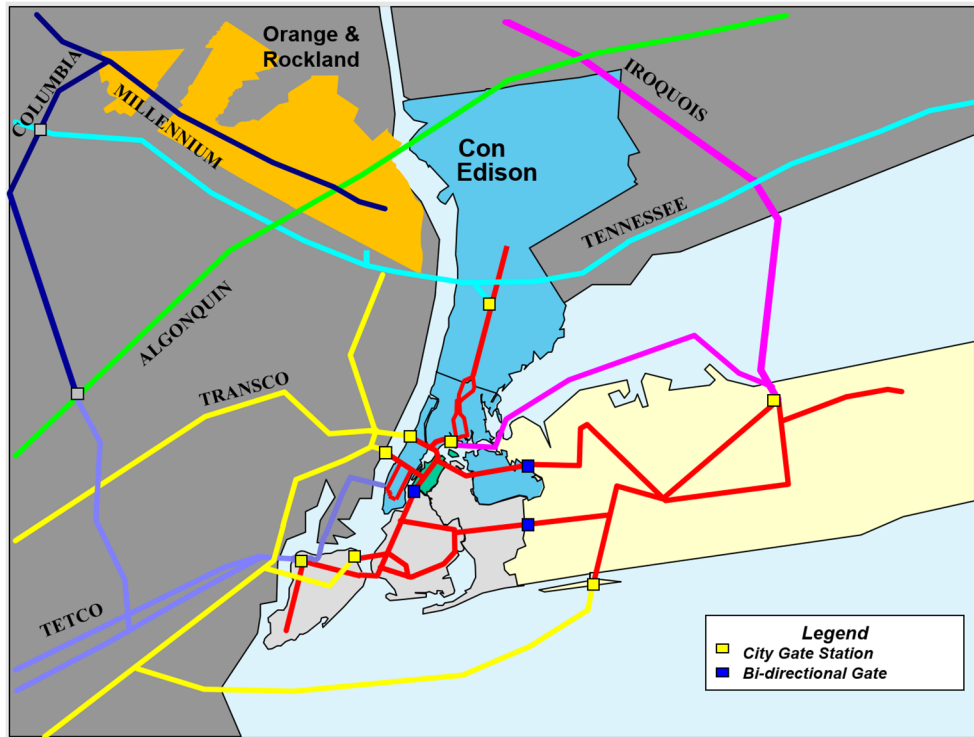 Orange &
Rockland
COLUMBIA
MILLENNIUM
IROQUOIS
Con
Edison
TENNESSEE
ALGONQUIN
TRANSCO
TETCO
Legend
City Gate Station
Bi-directional Gate